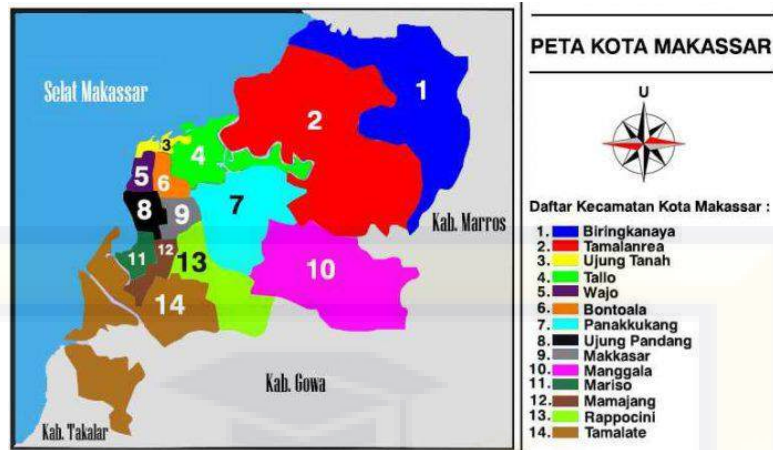 Selat Makassar
1
2
3
4
5
6
7
8
9
10
11
12
13
14
Kab. Marros
Kab. Gowa
Kab. Takalar
PETA KOTA MAKASSAR
U
Daftar Kecamatan Kota Makassar :
1. Biringkanaya
2. Tamalanrea
3. Ujung Tanah
4. Tallo
5. Wajo
6. Bontoala
7. Panakkukang
8. Ujung Pandang
9. Makkasar
10. Manggala
11. Mariso
12. Mamajang
13. Rappocini
14. Tamalate